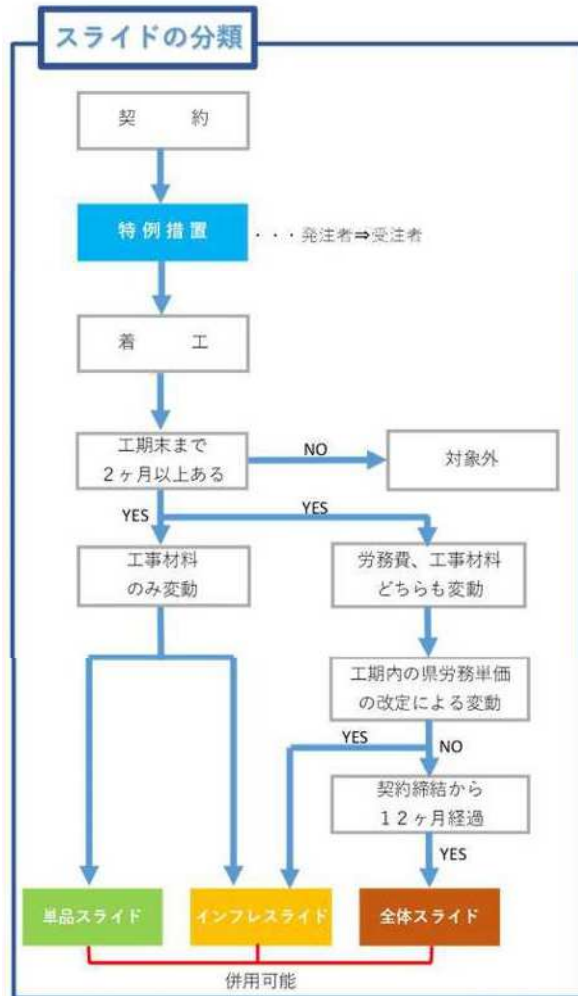 スライドの分類
契　　約
特 例 措 置
・・・発注者⇒受注者
着　　工
工期末まで
２ヶ月以上ある
NO
対象外
YES
YES
工事材料
のみ変動
労務費、工事材料
どちらも変動
工期内の県労務単価
の改定による変動
YES
NO
契約締結から
１２ヶ月経過
YES
単品スライド
インフレスライド
全体スライド
併用可能